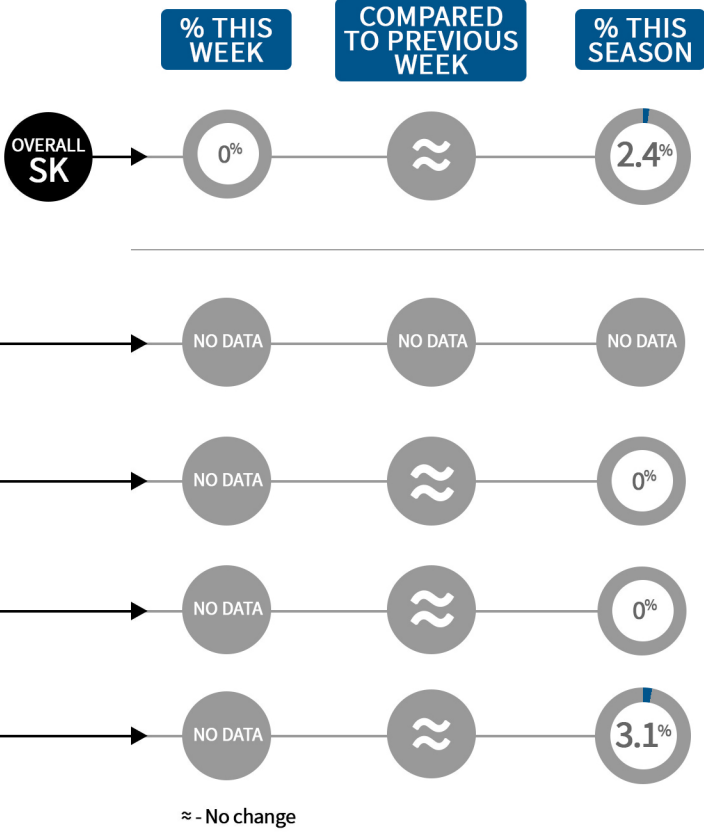 % THIS
WEEK
COMPARED
TO PREVIOUS
WEEK
% THIS
SEASON
OVERALL
SK
0%
≈
2.4%
NO DATA
NO DATA
NO DATA
NO DATA
≈
0%
NO DATA
≈
0%
NO DATA
≈
3.1%
≈ - No change